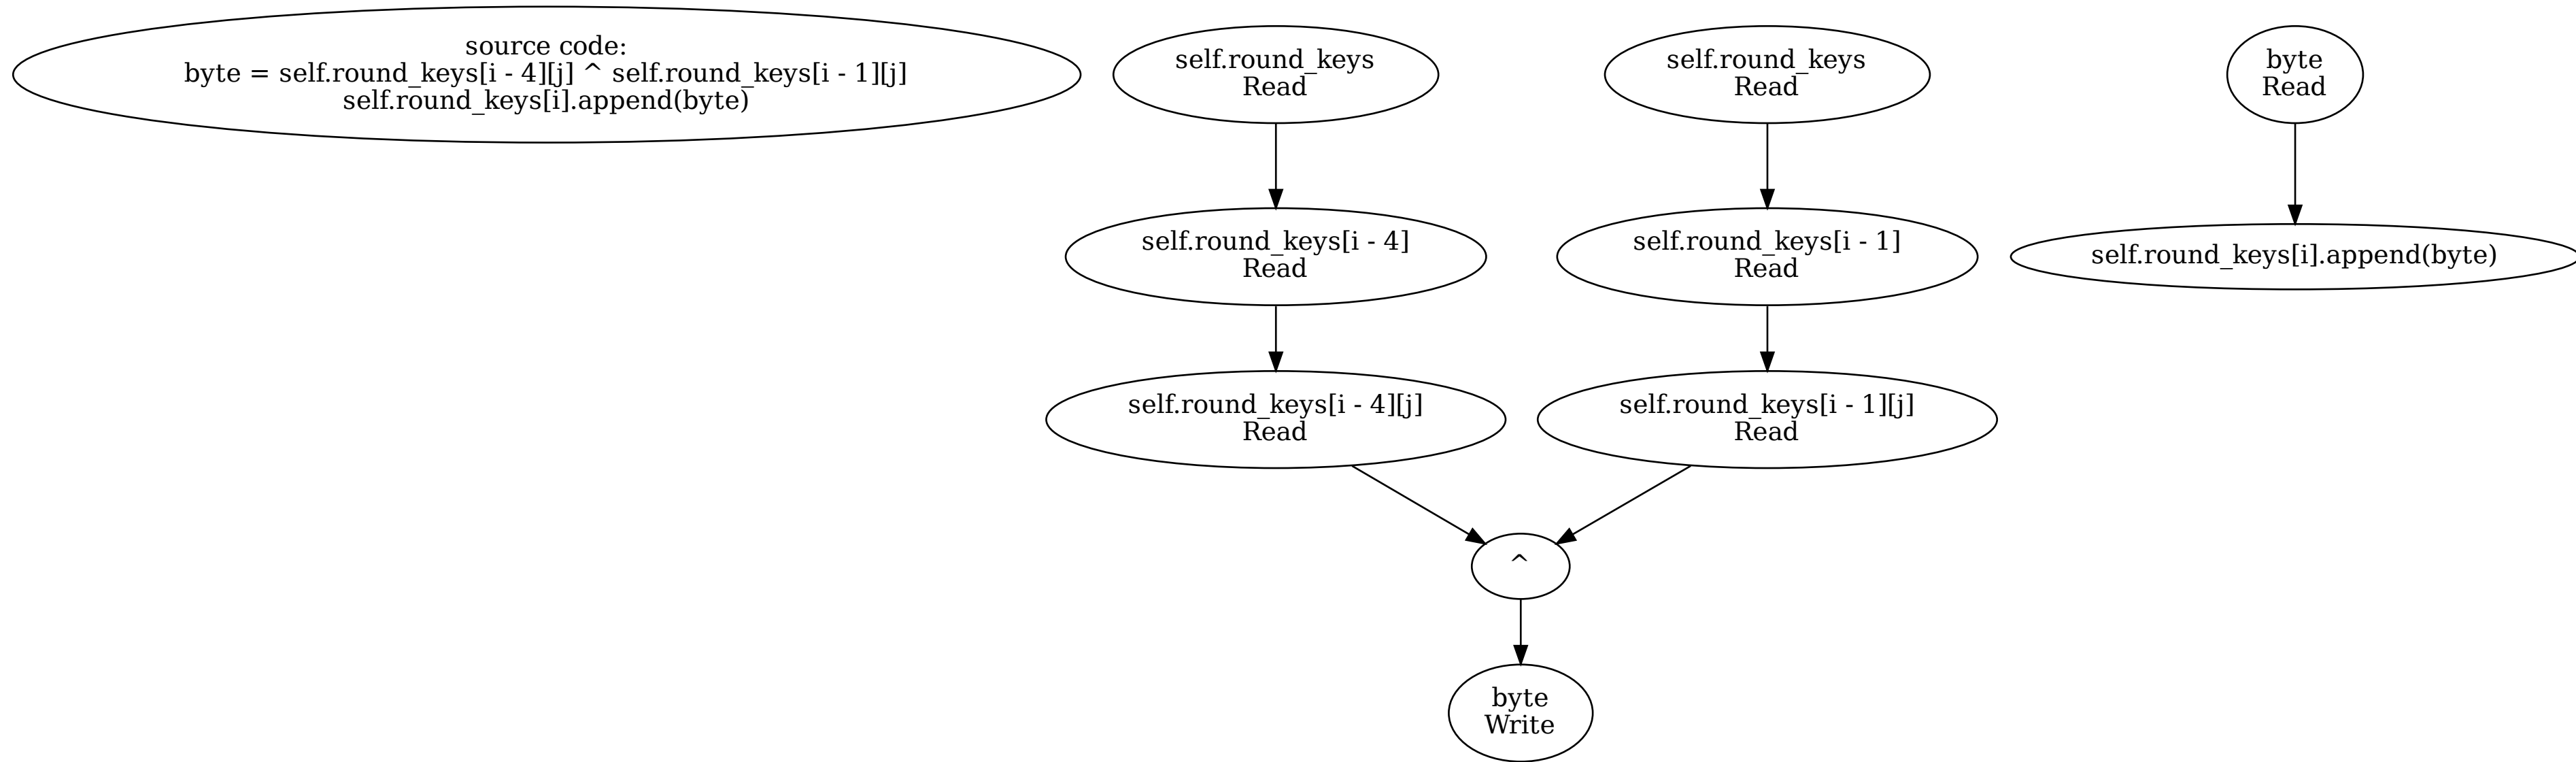 source code:
byte = self.round_keys[i - 4][j] ^ self.round_keys[i - 1][j]
self.round_keys[i].append(byte)
self.round_keys
Read
self.round_keys
Read
byte
Read
self.round_keys[i - 4]
Read
self.round_keys[i - 1]
Read
self.round_keys[i].append(byte)
self.round_keys[i - 4][j]
Read
self.round_keys[i - 1][j]
Read
^
byte
Write